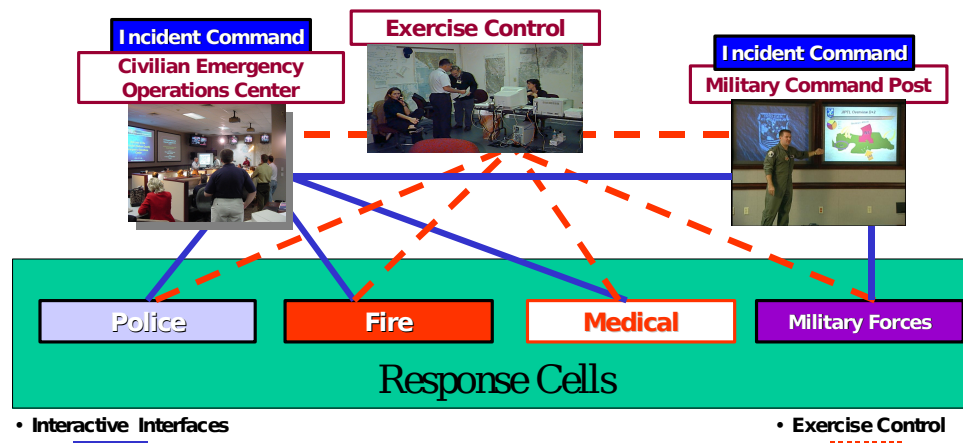 Incident Command
Civilian Emergency
Operations Center
Exercise Control
Incident Command
Military Command Post
Police
Fire
Medical
Military Forces
Response Cells
• Interactive Interfaces
• Exercise Control